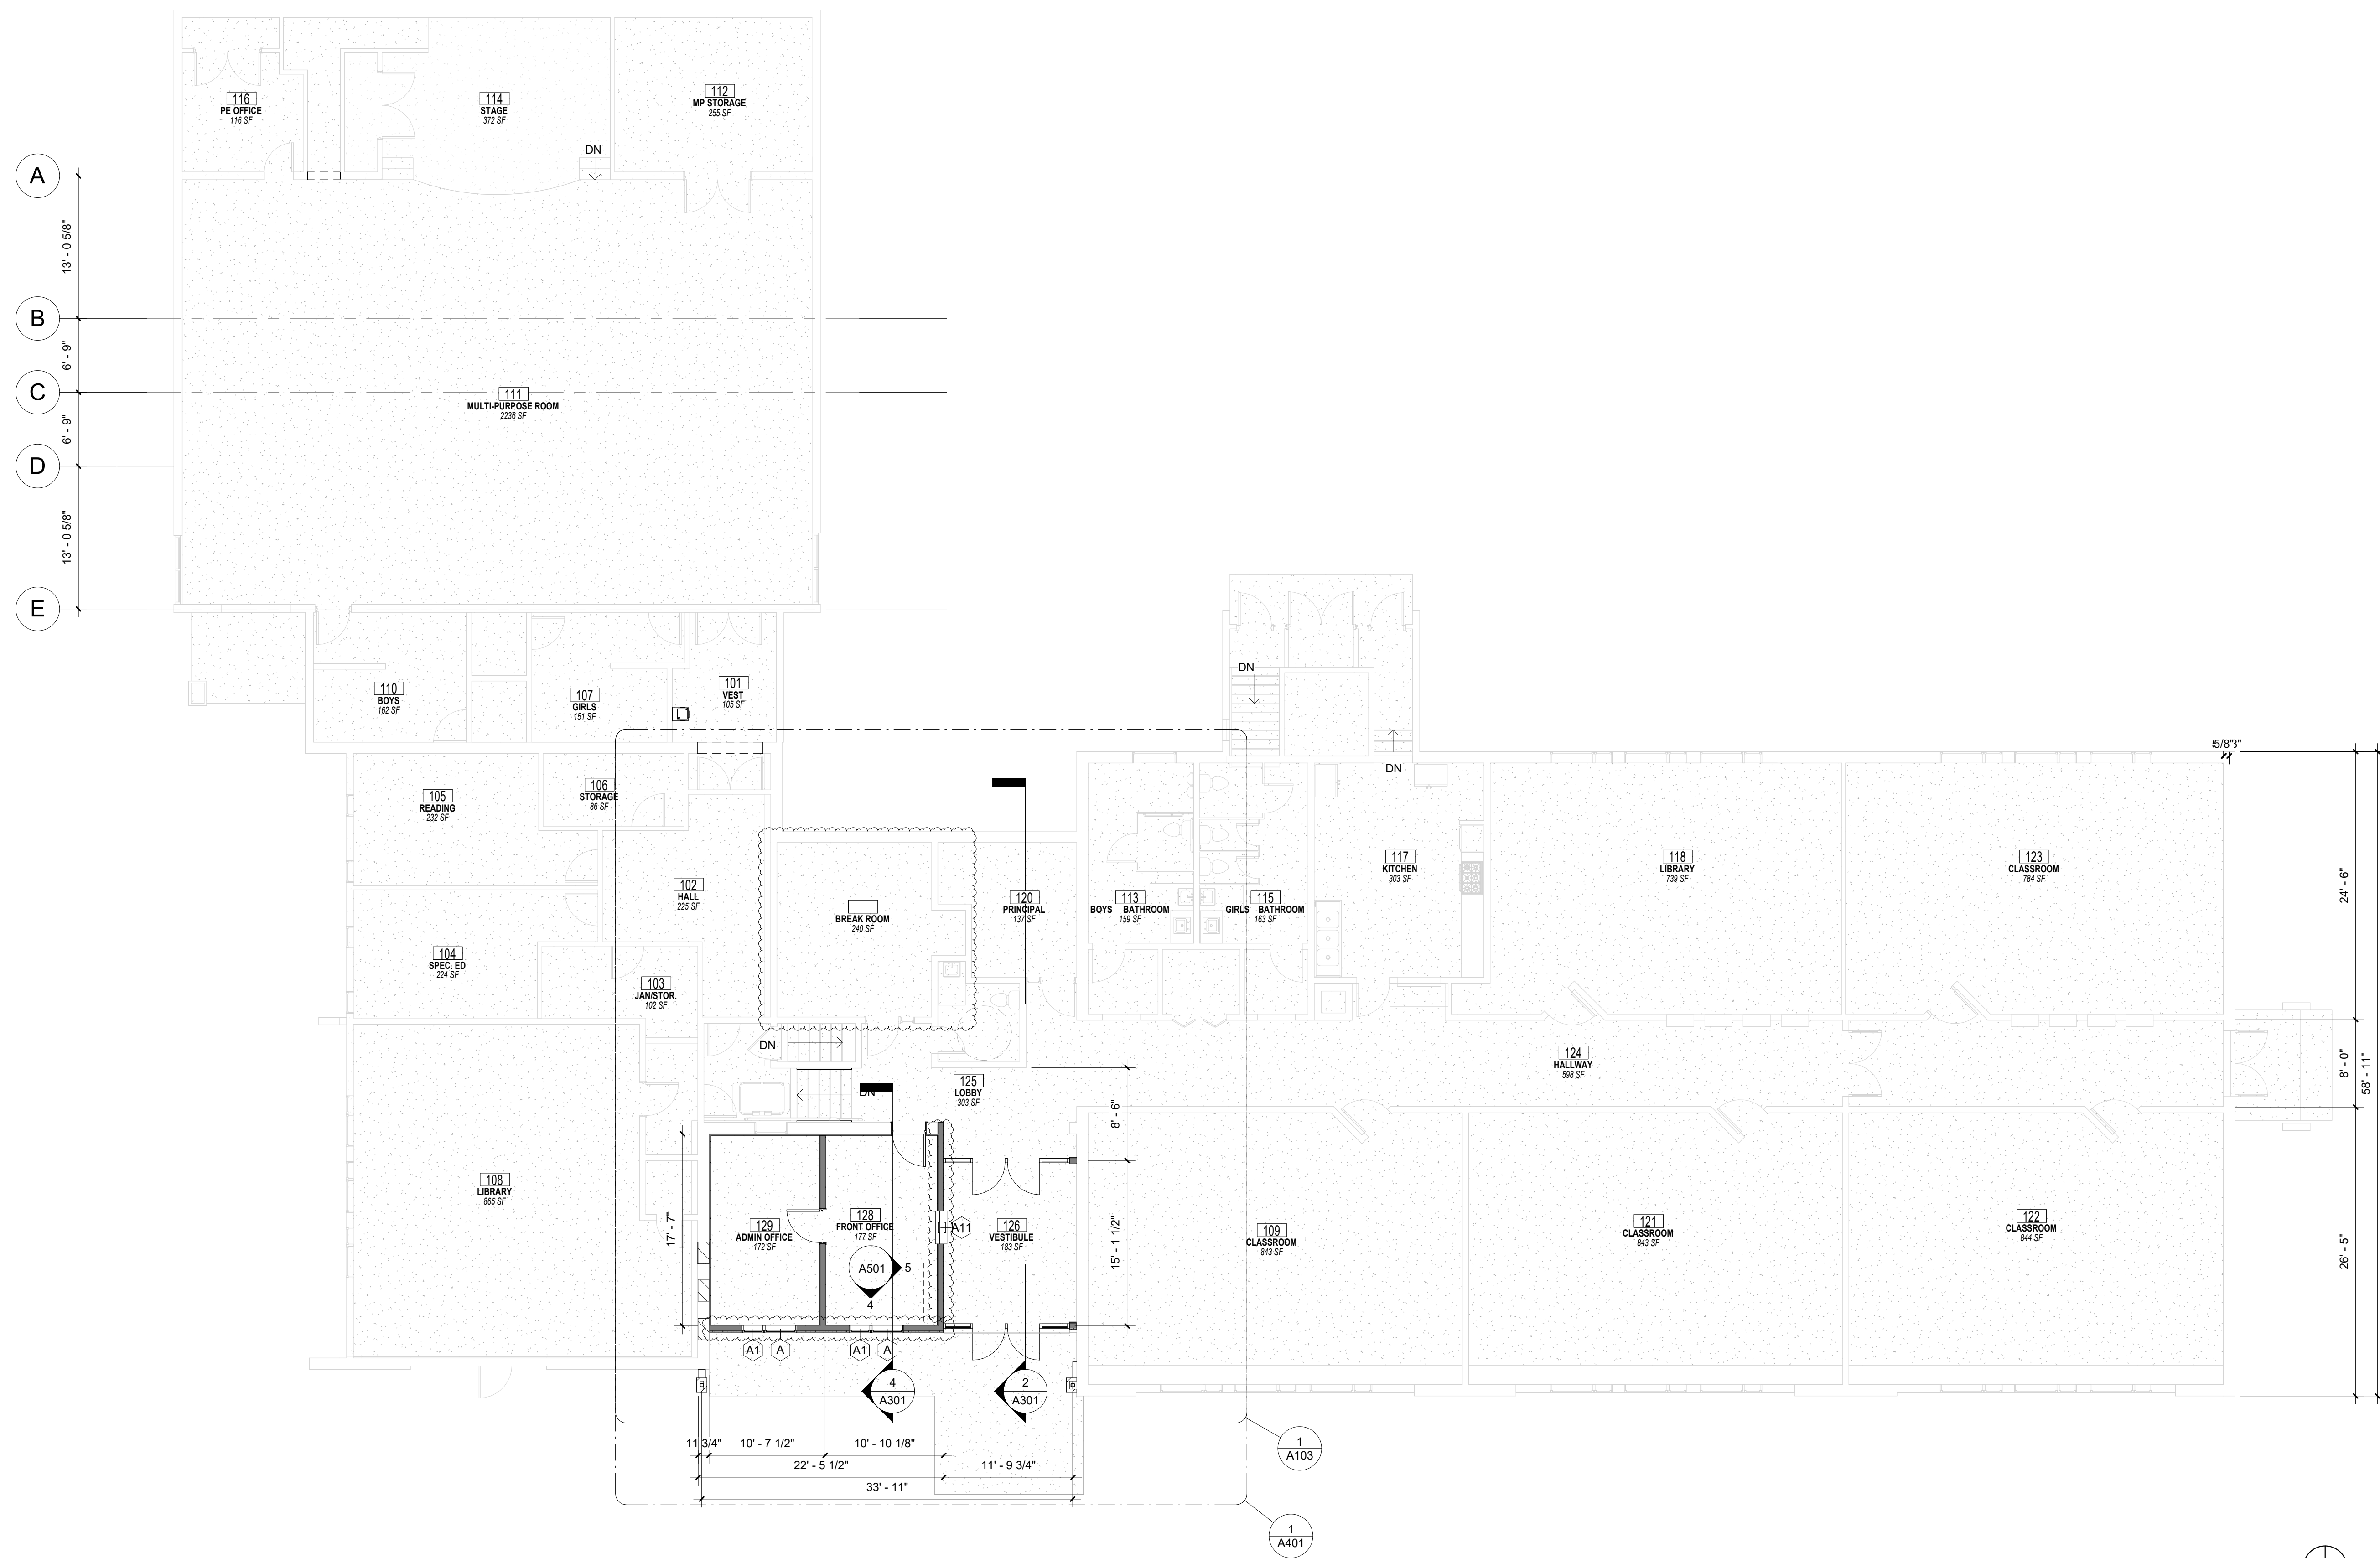 116
PE OFFICE
116 SF
114
STAGE
372 SF
112
MP STORAGE
255 SF
DN
A
13' - 0 5/8"
B
6' - 9"
C
111
MULTI-PURPOSE ROOM
2236 SF
6' - 9"
D
13' - 0 5/8"
E
110
BOYS
162 SF
107
GIRLS
151 SF
101
VEST
105 SF
DN
DN
105
READING
232 SF
106
STORAGE
86 SF
102
HALL
225 SF
BREAK ROOM
240 SF
120
PRINCIPAL
137 SF
113
BOYS BATHROOM
159 SF
115
GIRLS BATHROOM
163 SF
117
KITCHEN
303 SF
118
LIBRARY
739 SF
123
CLASSROOM
784 SF
24' - 6"
104
SPEC. ED
224 SF
103
JAN/STOR.
102 SF
DN
DN
125
LOBBY
303 SF
124
HALLWAY
598 SF
8' - 0"
58' - 11"
8' - 6"
108
LIBRARY
865 SF
17' - 7"
129
ADMIN OFFICE
172 SF
128
FRONT OFFICE
177 SF
A11
126
VESTIBULE
183 SF
A501
5
4
15' - 1 1/2"
109
CLASSROOM
843 SF
121
CLASSROOM
843 SF
122
CLASSROOM
844 SF
26' - 5"
A1
A
A1
A
4
A301
2
A301
11 3/4"
10' - 7 1/2"
10' - 10 1/8"
22' - 5 1/2"
11' - 9 3/4"
33' - 11"
1
A103
1
A401